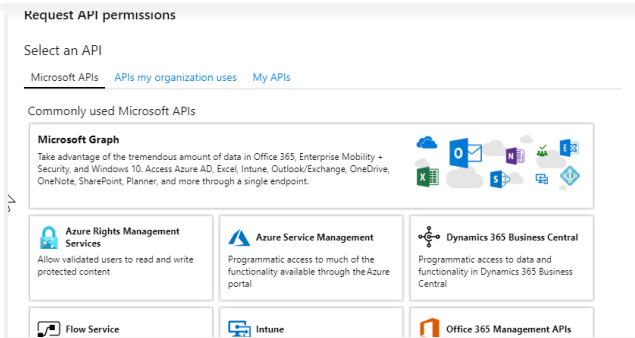 Request API permissions
Select an API
Microsoft APIs APIs my organization uses My APIs
Commonly used Microsoft APIs
Microsoft Graph
Take advantage of the tremendous amount of data in Office 365, Enterprise Mobility +
Security, and Windows 10. Access Azure AD, Excel, Intune, Outlook/Exchange, OneDrive,
OneNote, SharePoint, Planner, and more through a single endpoint.
Azure Rights Management
Services
Allow validated users to read and write
protected content
Azure Service Management
Programmatic access to much of the
functionality available through the Azure
portal
Dynamics 365 Business Central
Programmatic access to data and
functionality in Dynamics 365 Business
Central
Flow Service
Intune
Office 365 Management APIs